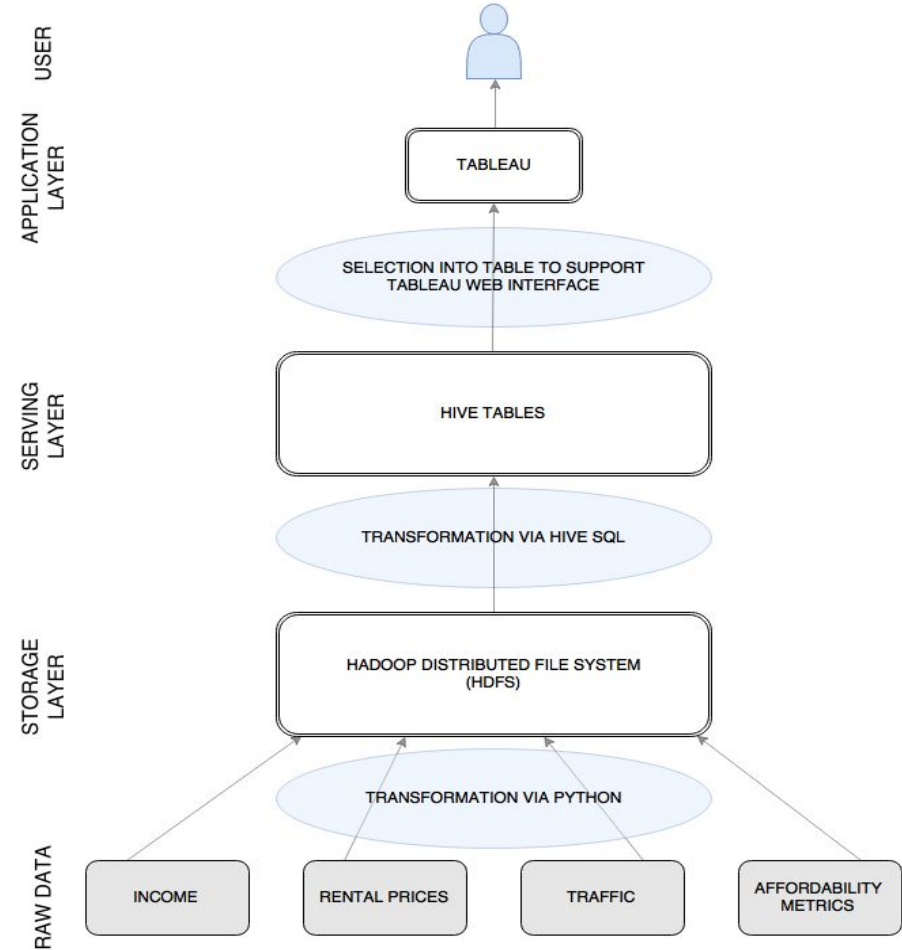 USER
APPLICATION
LAYER
TABLEAU
SELECTION INTO TABLE TO SUPPORT
TABLEAU WEB INTERFACE
SERVING
LAYER
HIVE TABLES
TRANSFORMATION VIA HIVE SQL
STORAGE
LAYER
HADOOP DISTRIBUTED FILE SYSTEM
(HDFS)
TRANSFORMATION VIA PYTHON
RAW DATA
INCOME
RENTAL PRICES
TRAFFIC
AFFORDABILITY
METRICS